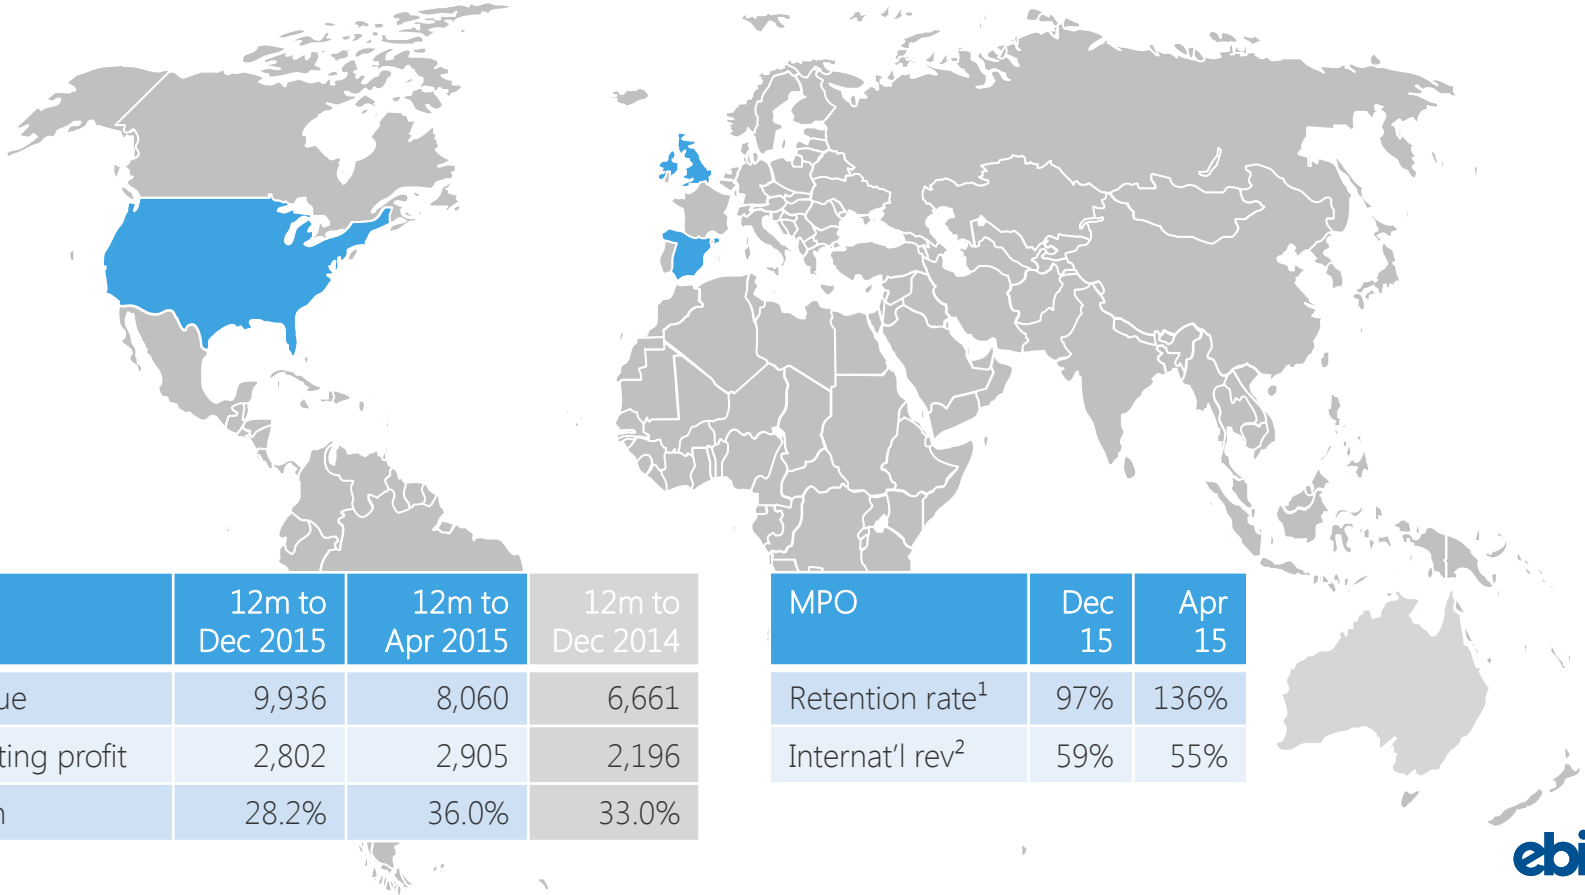 12m to Dec 2015 12m to Apr 2015 12m to Dec 2014
ue 9,936 8,060 6,661
ting profit 2,802 2,905 2,196
28.2% 36.0% 33.0%
MPO Dec 15 Apr 15
Retention rate¹ 97% 136%
Internat'l rev² 59% 55%
ebi